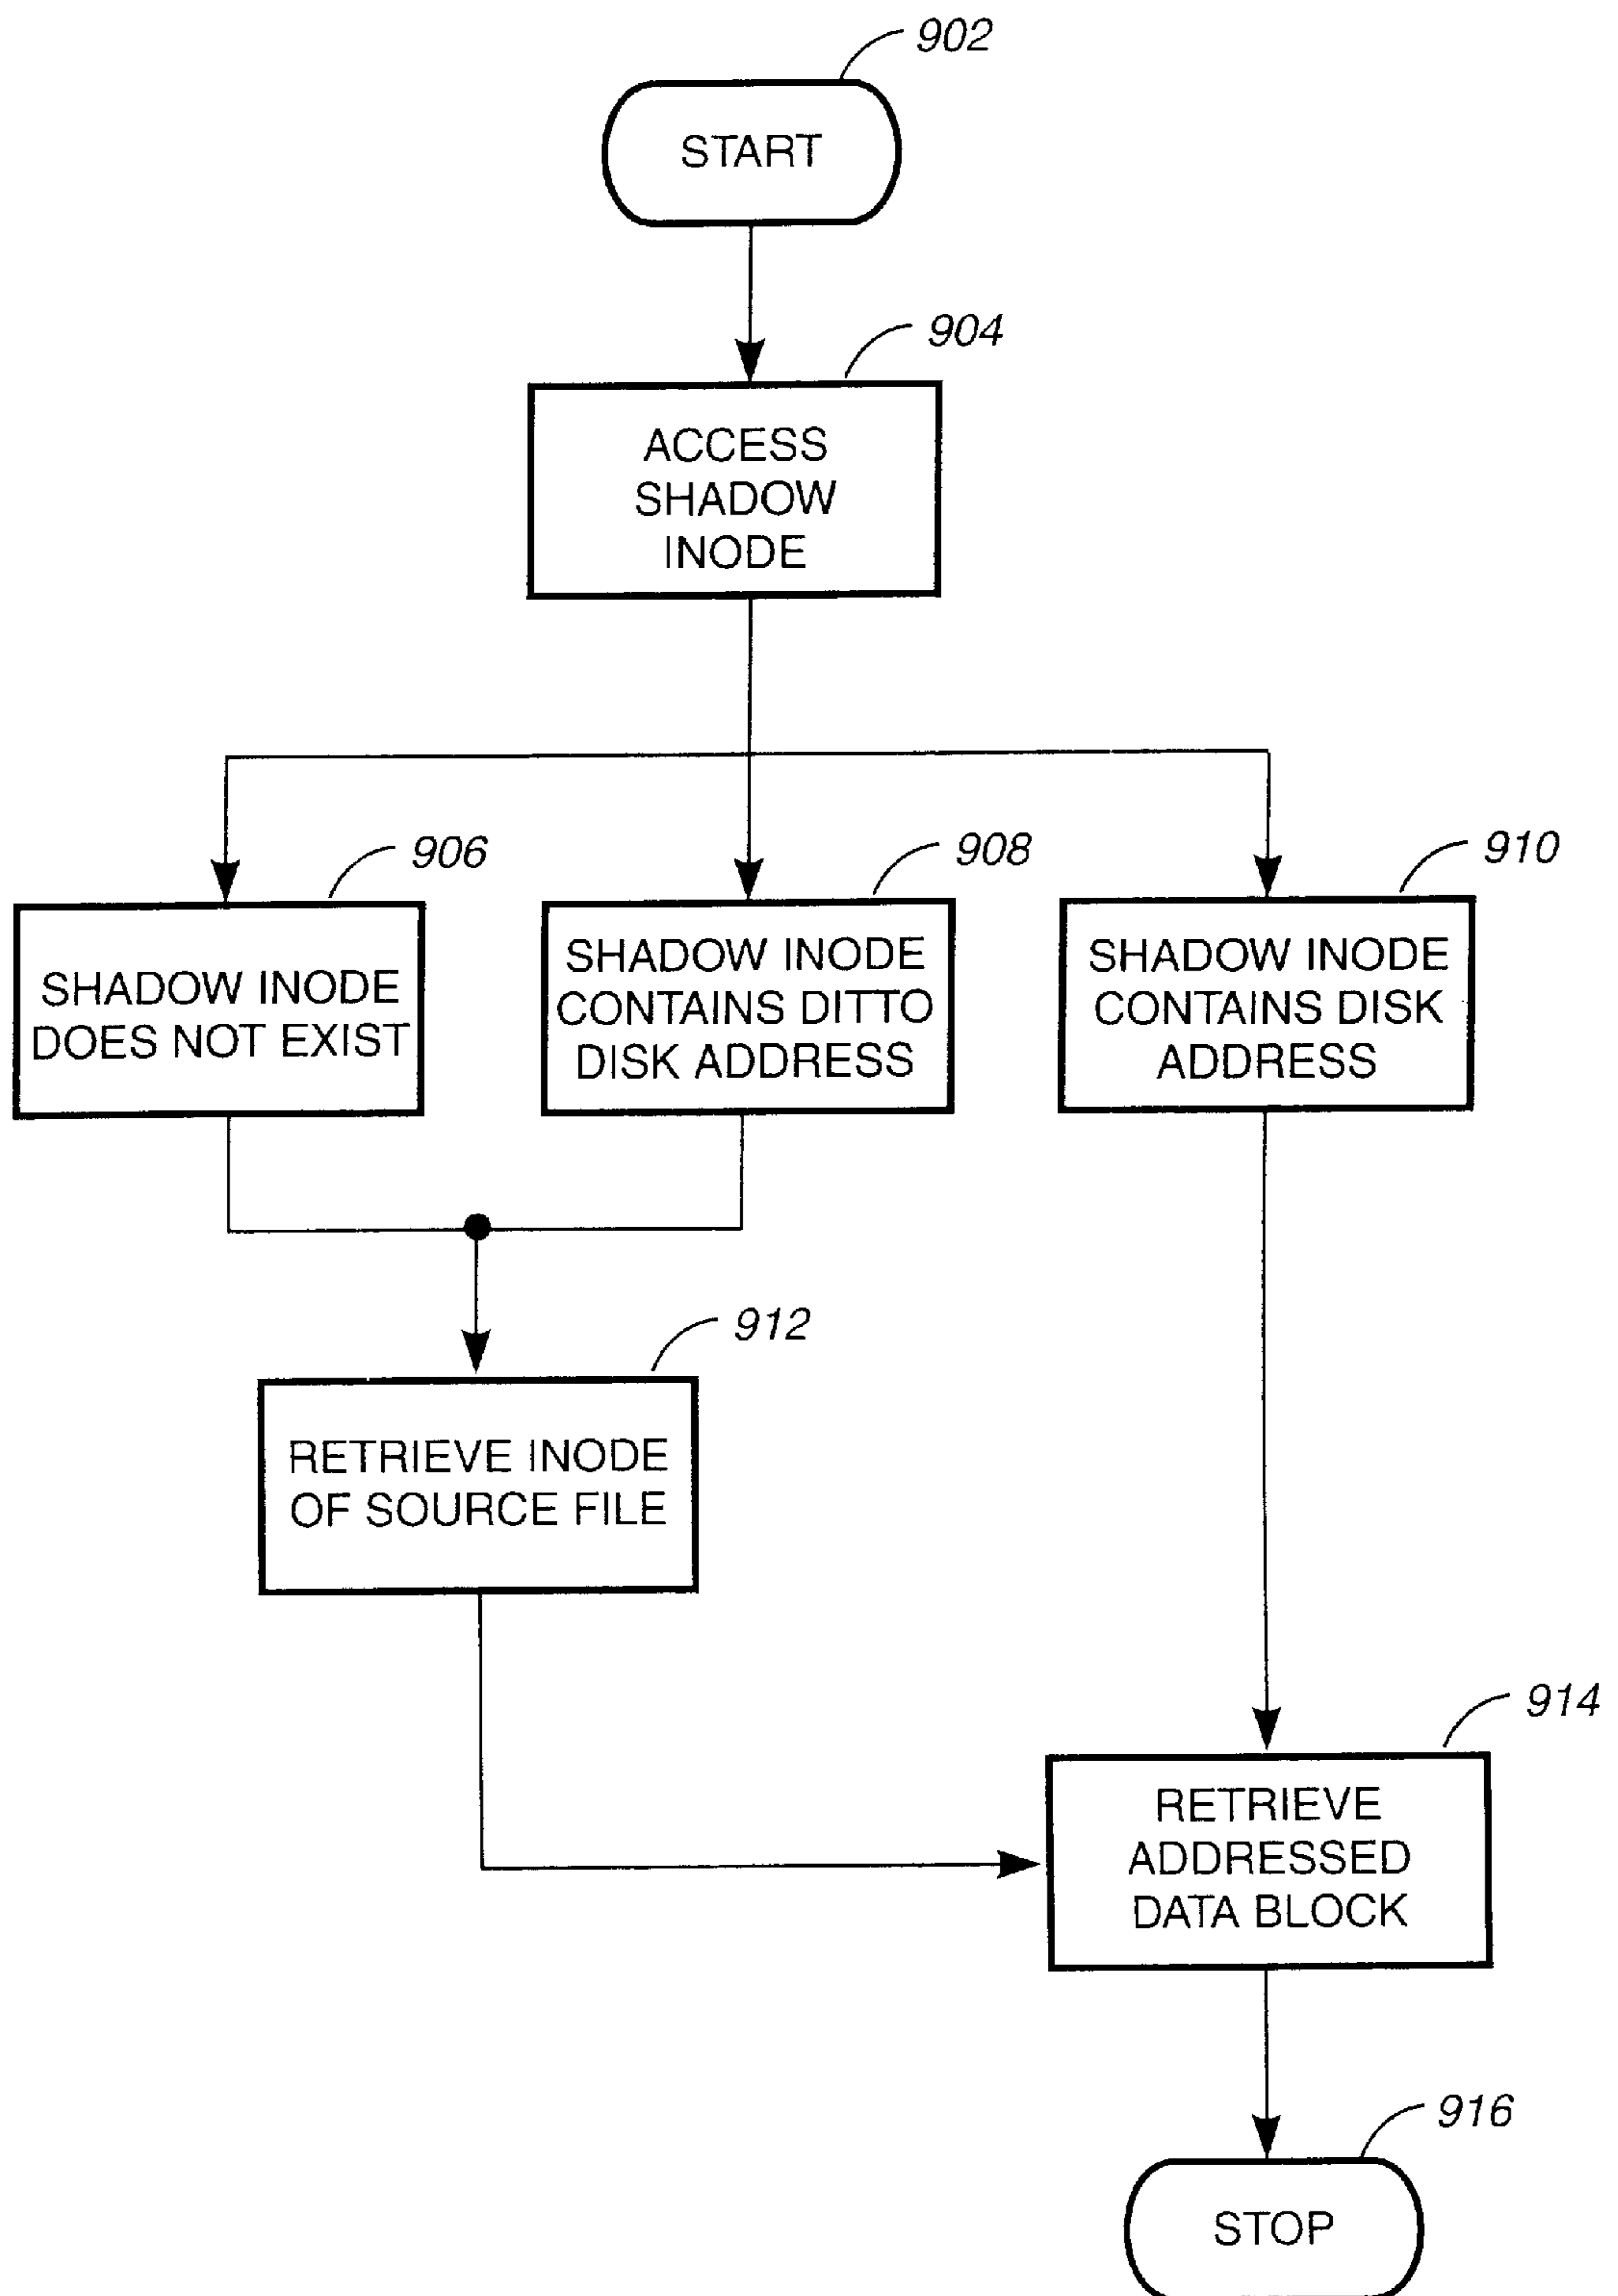 902
START
904
ACCESS
SHADOW
INODE
906
908
910
SHADOW INODE
DOES NOT EXIST
SHADOW INODE
CONTAINS DITTO
DISK ADDRESS
SHADOW INODE
CONTAINS DISK
ADDRESS
912
RETRIEVE INODE
OF SOURCE FILE
914
RETRIEVE
ADDRESSED
DATA BLOCK
916
STOP